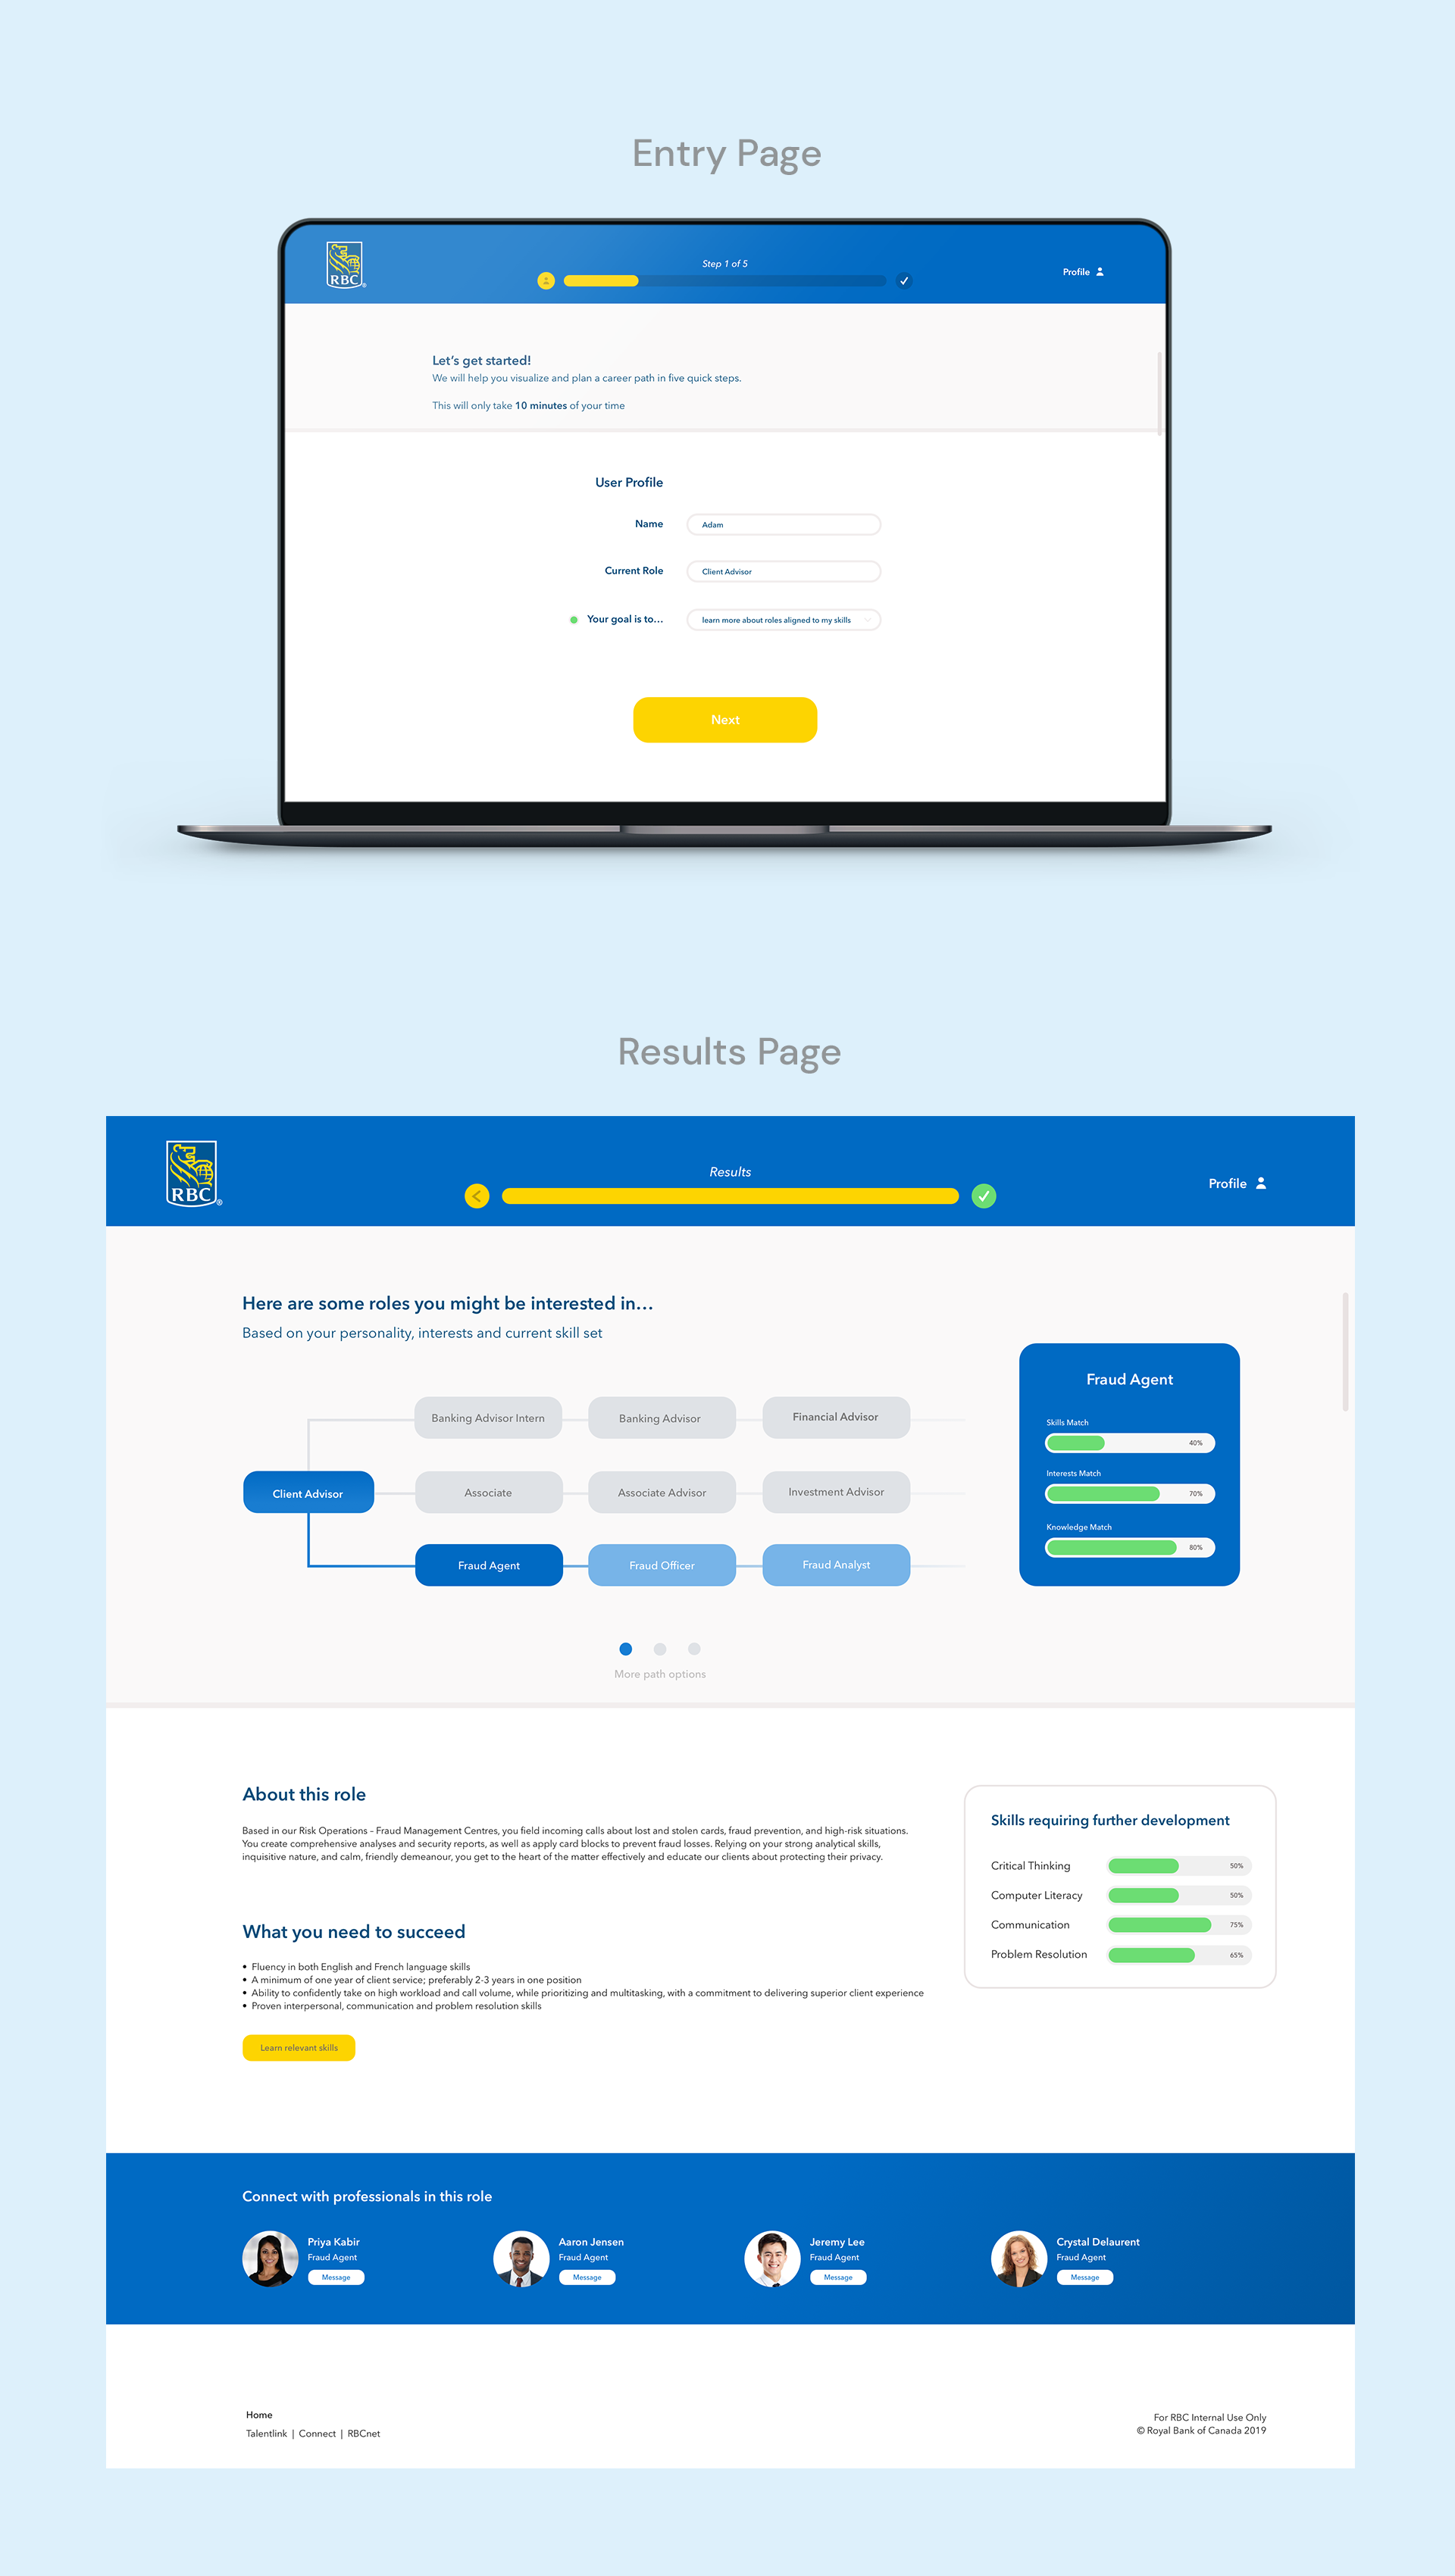 Entry Page
RBC
®
Step 1 of 5
Profile
Let's get started!
We will help you visualize and plan a career path in five quick steps.
This will only take 10 minutes of your time
User Profile
Name
Adam
Current Role
Client Advisor
Your goal is to...
learn more about roles aligned to my skills
Next
Results Page
RBC
®
Results
Profile
Here are some roles you might be interested in...
Based on your personality, interests and current skill set
Banking Advisor Intern
Banking Advisor
Financial Advisor
Client Advisor
Associate
Associate Advisor
Investment Advisor
Fraud Agent
Fraud Officer
Fraud Analyst
More path options
Fraud Agent
Skills Match
40%
Interests Match
70%
Knowledge Match
80%
About this role
Based in our Risk Operations – Fraud Management Centres, you field incoming calls about lost and stolen cards, fraud prevention, and high-risk situations.
You create comprehensive analyses and security reports, as well as apply card blocks to prevent fraud losses. Relying on your strong analytical skills,
inquisitive nature, and calm, friendly demeanour, you get to the heart of the matter effectively and educate our clients about protecting their privacy.
What you need to succeed
• Fluency in both English and French language skills
• A minimum of one year of client service; preferably 2-3 years in one position
• Ability to confidently take on high workload and call volume, while prioritizing and multitasking, with a commitment to delivering superior client experience
• Proven interpersonal, communication and problem resolution skills
Learn relevant skills
Skills requiring further development
Critical Thinking 50%
Computer Literacy 50%
Communication 75%
Problem Resolution 65%
Connect with professionals in this role
Priya Kabir
Fraud Agent
Message
Aaron Jensen
Fraud Agent
Message
Jeremy Lee
Fraud Agent
Message
Crystal Delaurent
Fraud Agent
Message
Home
Talentlink | Connect | RBCnet
For RBC Internal Use Only
© Royal Bank of Canada 2019